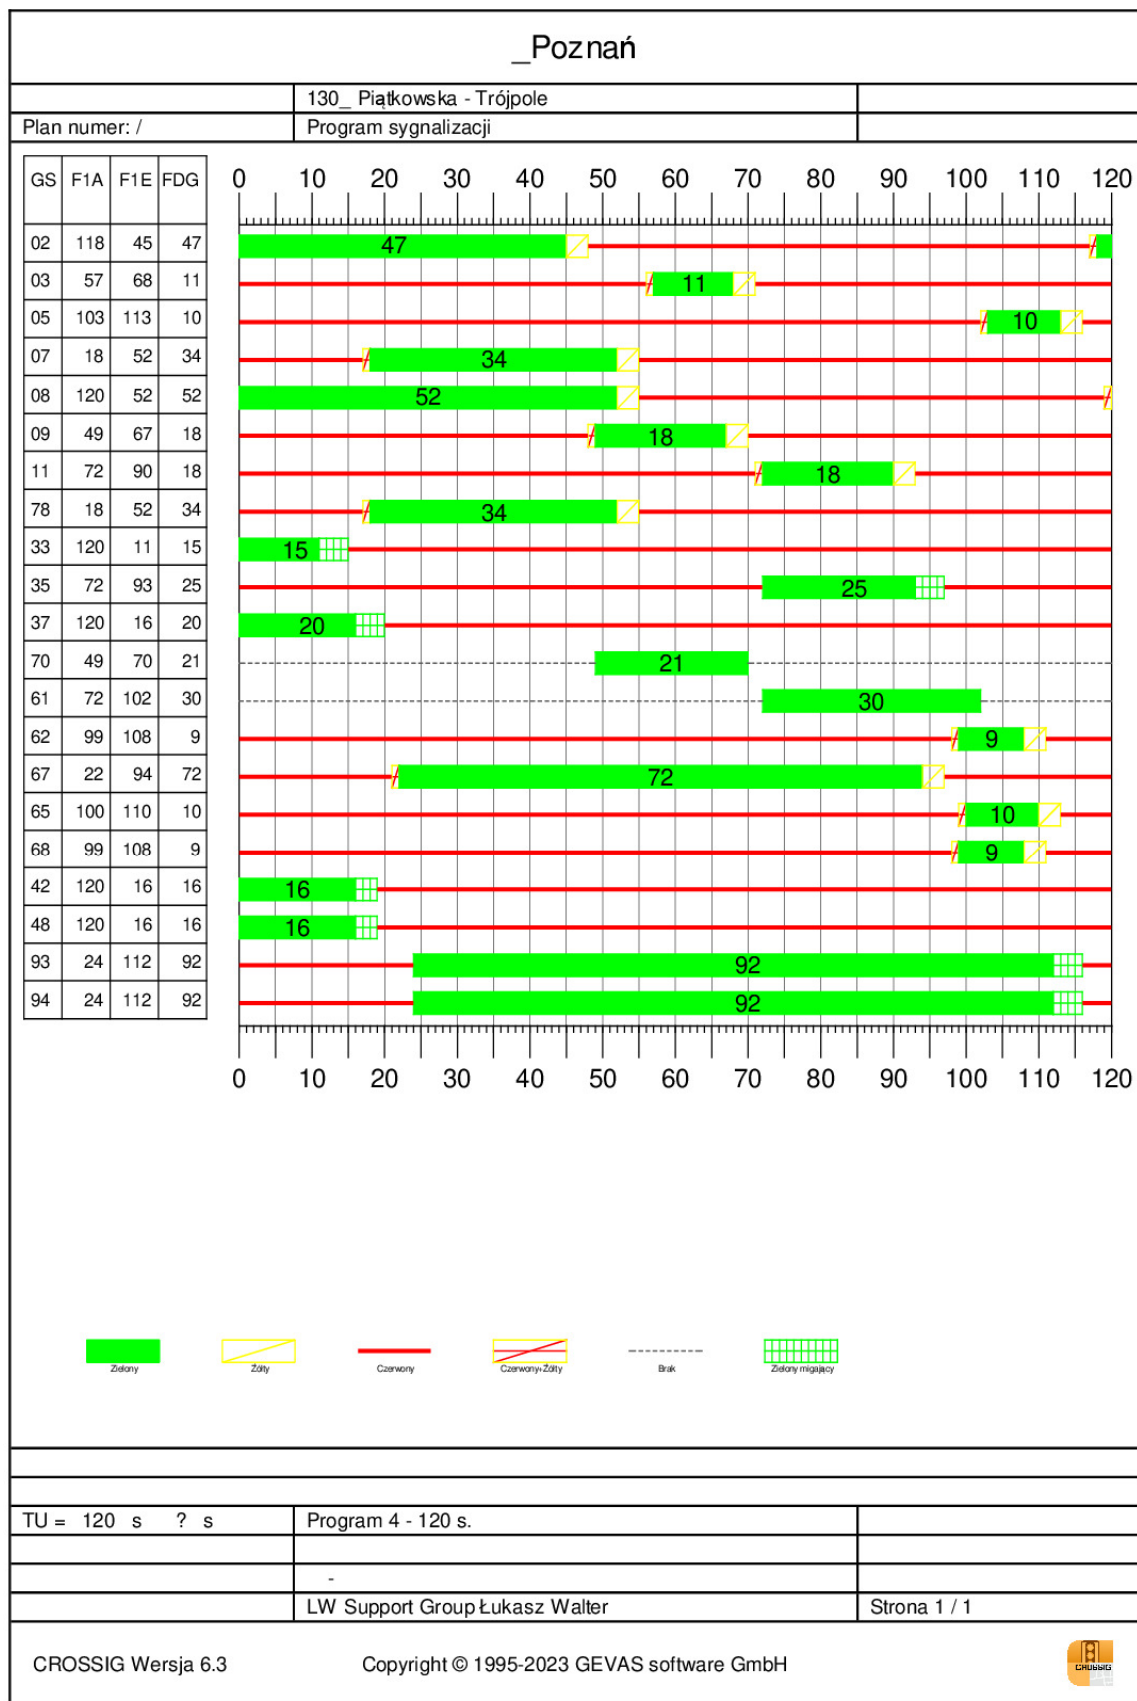 _Poznań
130_ Piątkowska - Trójpole
Plan numer: / Program sygnalizacji
GS F1A F1E FDG 0 10 20 30 40 50 60 70 80 90 100 110 120
02 118 45 47 47
03 57 68 11 11
05 103 113 10 10
07 18 52 34 34
08 120 52 52 52
09 49 67 18 18
11 72 90 18 18
78 18 52 34 34
33 120 11 15 15
35 72 93 25 25
37 120 16 20 20
70 49 70 21 21
61 72 102 30 30
62 99 108 9 9
67 22 94 72 72
65 100 110 10 10
68 99 108 9 9
42 120 16 16 16
48 120 16 16 16
93 24 112 92 92
94 24 112 92 92
0 10 20 30 40 50 60 70 80 90 100 110 120
Zielony Żółty Czerwony Czerwony+Żółty Brak Zielony migający
TU = 120 s ? s Program 4 - 120 s.
-
LW Support Group Łukasz Walter Strona 1 / 1
CROSSIG Wersja 6.3 Copyright © 1995-2023 GEVAS software GmbH CROSSIG